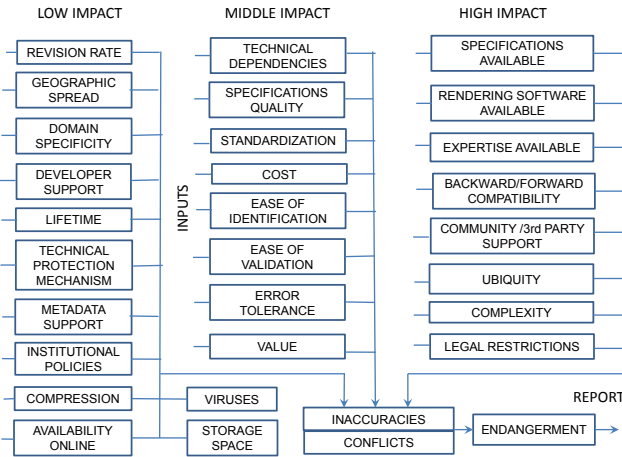 LOW IMPACT
REVISION RATE
GEOGRAPHIC
SPREAD
DOMAIN
SPECIFICITY
DEVELOPER
SUPPORT
LIFETIME
TECHNICAL
PROTECTION
MECHANISM
METADATA
SUPPORT
INSTITUTIONAL
POLICIES
COMPRESSION
AVAILABILITY
ONLINE
VIRUSES
STORAGE
SPACE
INPUTS
MIDDLE IMPACT
TECHNICAL
DEPENDENCIES
SPECIFICATIONS
QUALITY
STANDARDIZATION
COST
EASE OF
IDENTIFICATION
EASE OF
VALIDATION
ERROR
TOLERANCE
VALUE
HIGH IMPACT
SPECIFICATIONS
AVAILABLE
RENDERING SOFTWARE
AVAILABLE
EXPERTISE AVAILABLE
BACKWARD/FORWARD
COMPATIBILITY
COMMUNITY /3rd PARTY
SUPPORT
UBIQUITY
COMPLEXITY
LEGAL RESTRICTIONS
INACCURACIES
CONFLICTS
ENDANGERMENT
REPORT